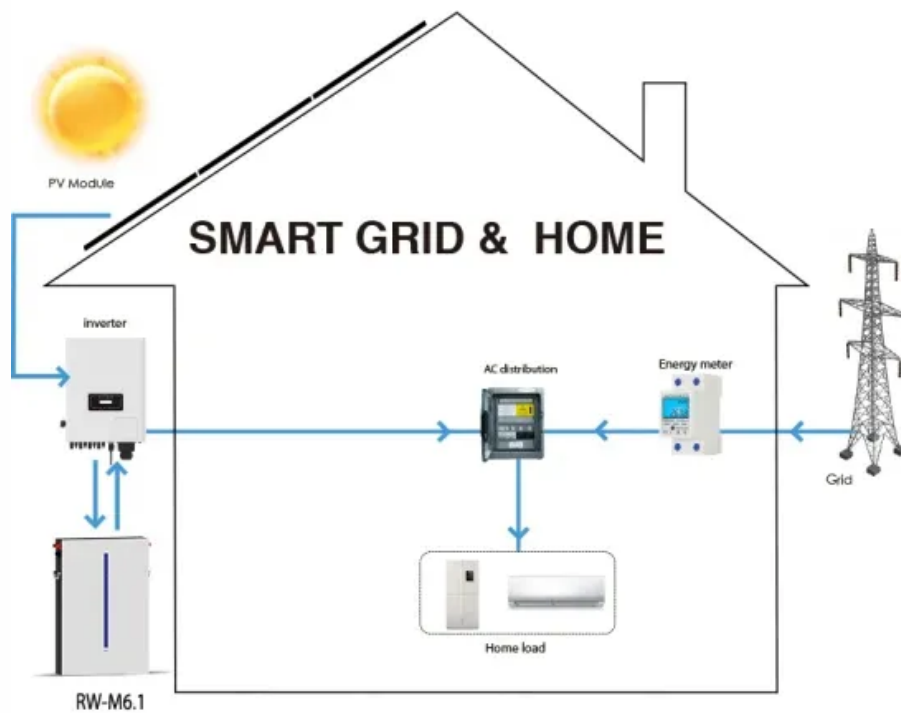 PV Module
SMART GRID & HOME
inverter
AC distribution
Energy meter
Grid
Home load
RW-M6.1